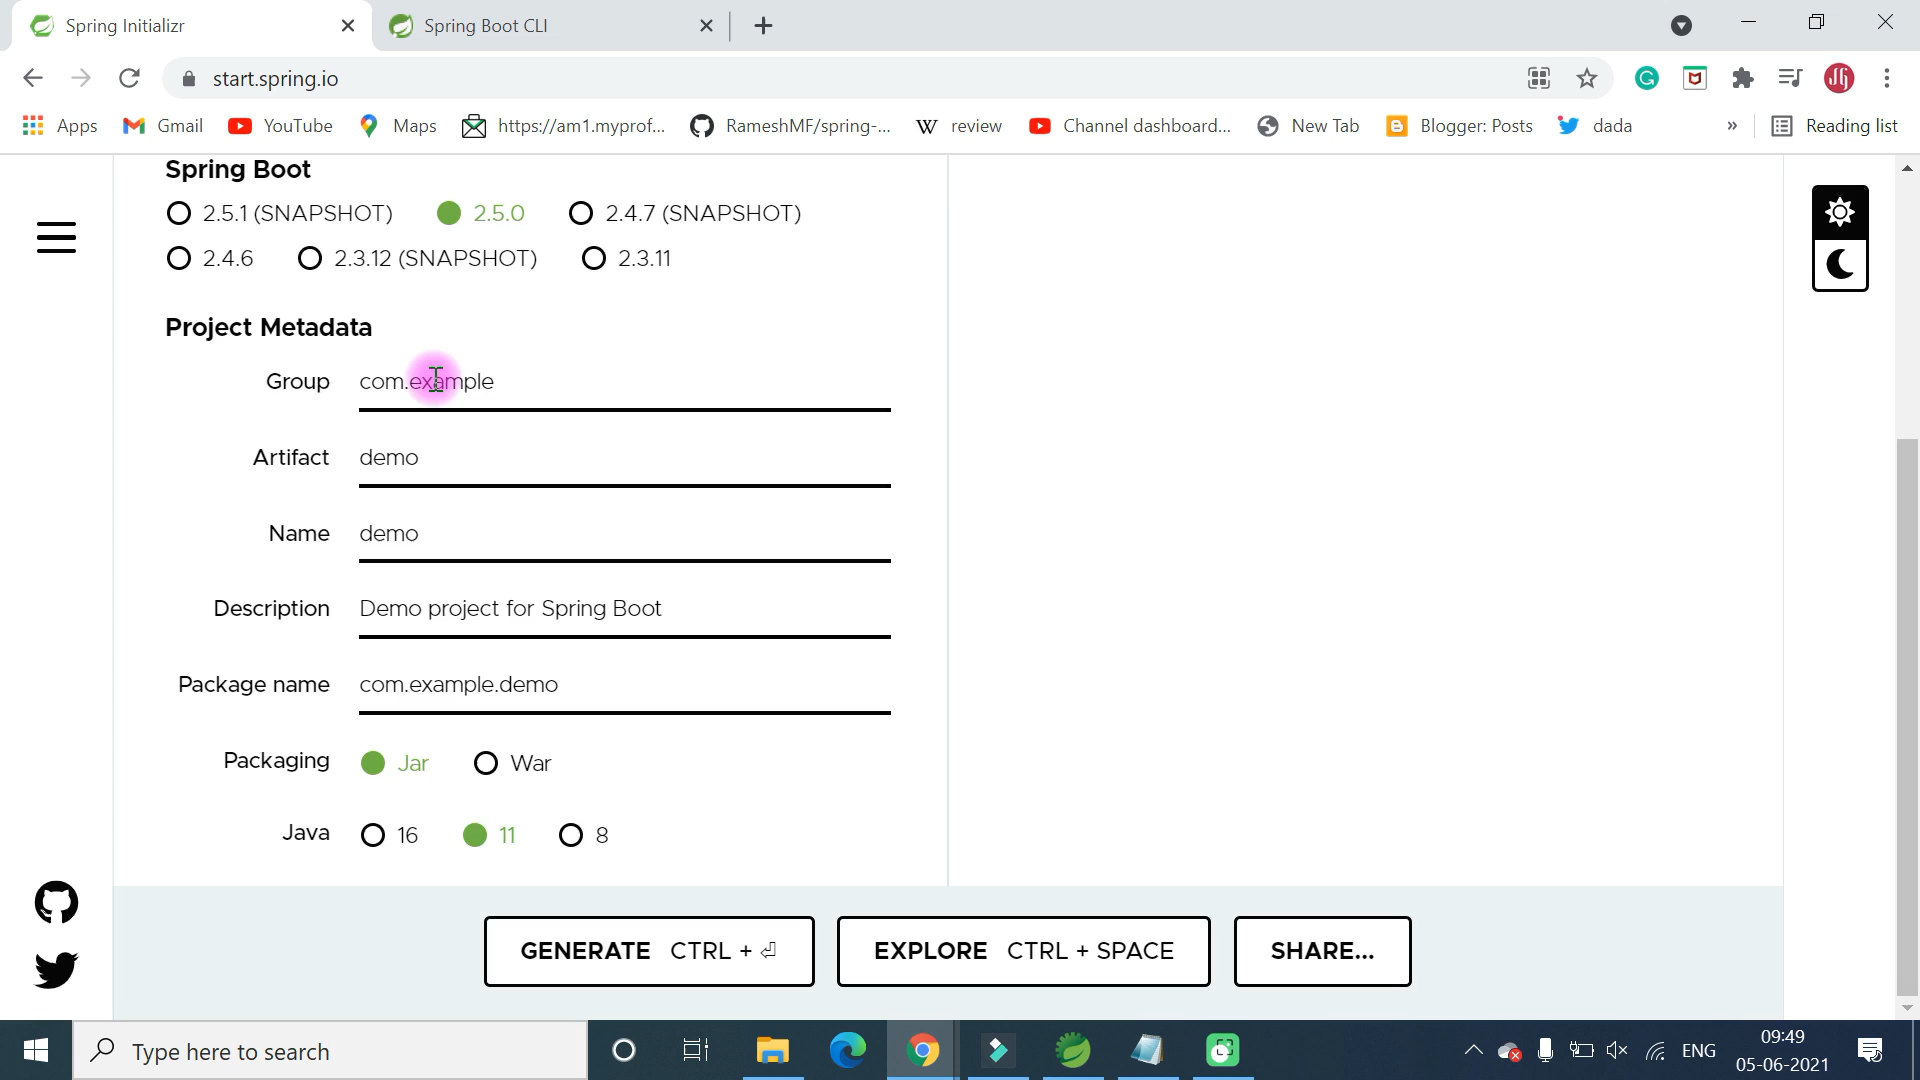 Spring Initializr
Spring Boot CLI
start.spring.io
Apps Gmail YouTube Maps https://am1.myprof... RameshMF/spring-... review Channel dashboard... New Tab Blogger: Posts dada » Reading list
Spring Boot
2.5.1 (SNAPSHOT) 2.5.0 2.4.7 (SNAPSHOT)
2.4.6 2.3.12 (SNAPSHOT) 2.3.11
Project Metadata
Group com.example
Artifact demo
Name demo
Description Demo project for Spring Boot
Package name com.example.demo
Packaging Jar War
Java 16 11 8
GENERATE CTRL + ⏎ EXPLORE CTRL + SPACE SHARE...
Type here to search
ENG
09:49
05-06-2021